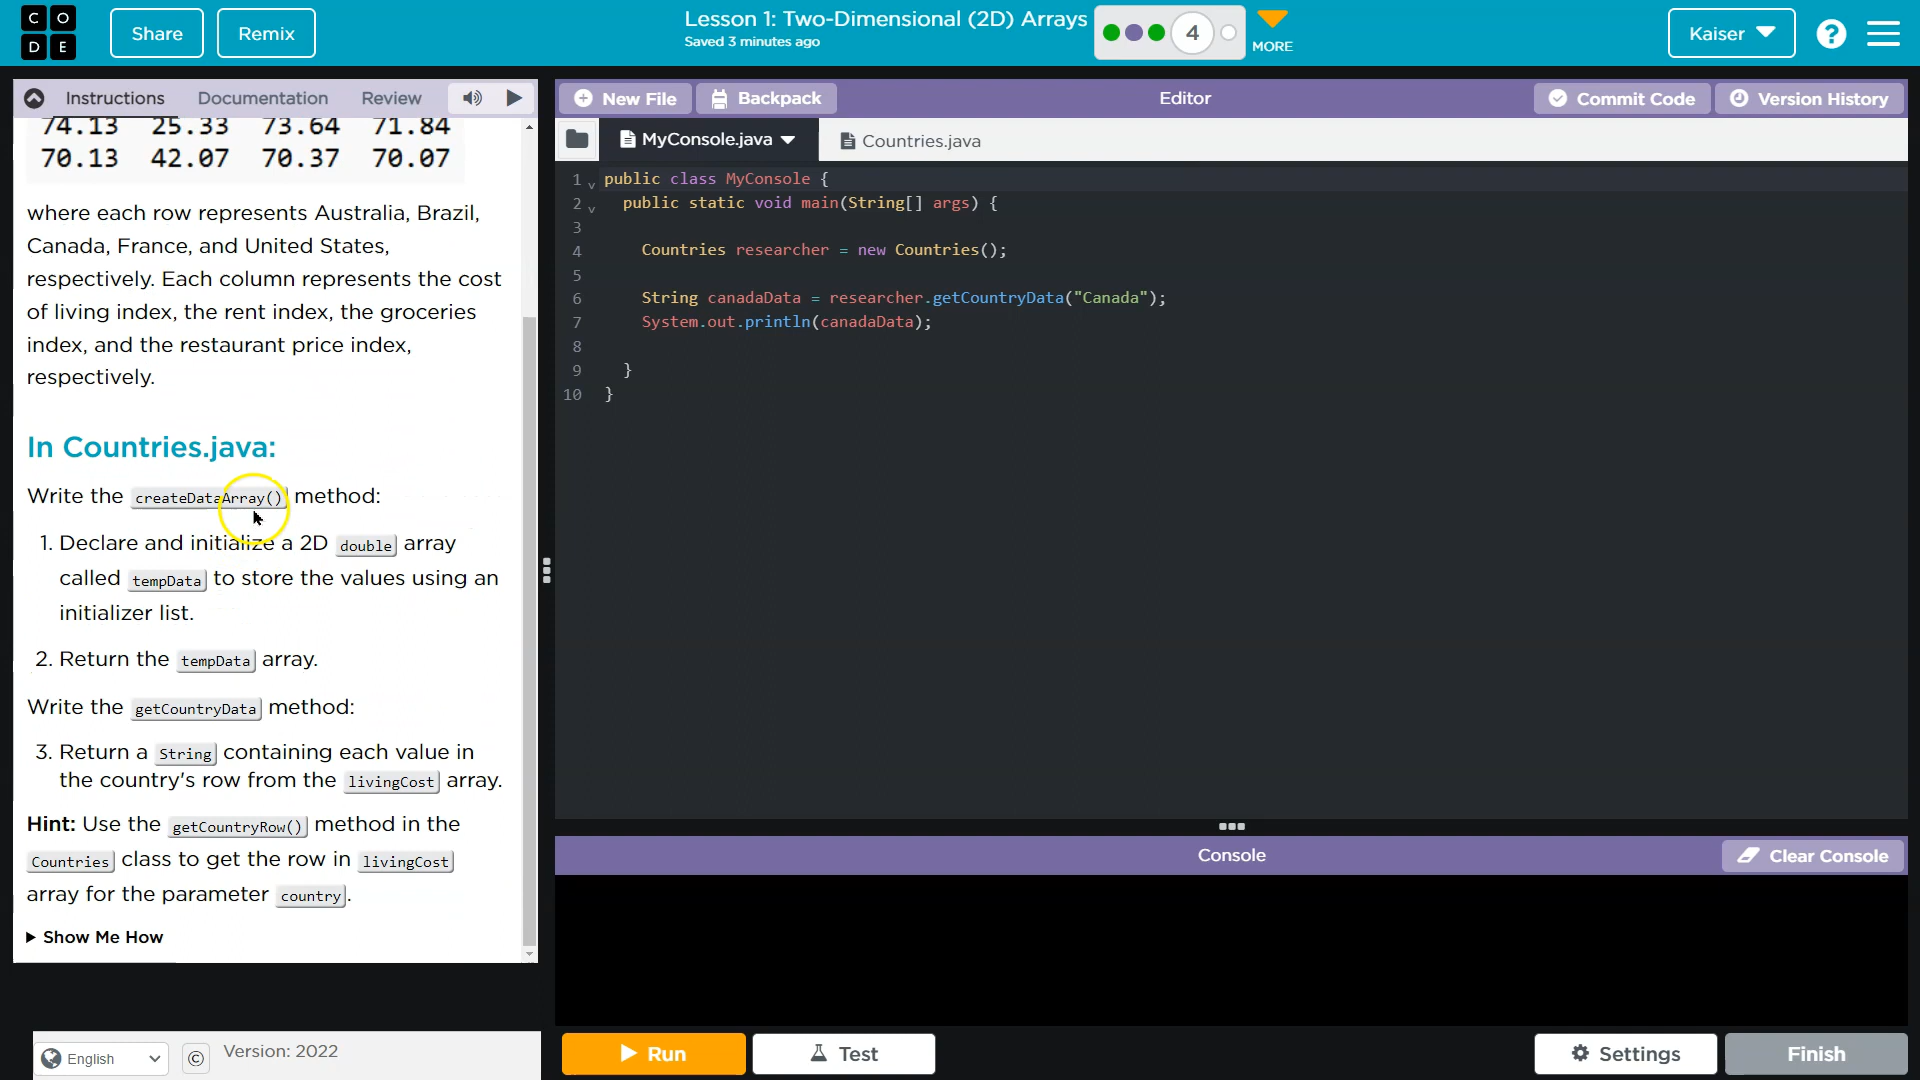 CODE
Share
Remix
Lesson 1: Two-Dimensional (2D) Arrays
Saved 3 minutes ago
4
MORE
Kaiser
?
Instructions
Documentation
Review
74.13 25.33 73.64 71.84
70.13 42.07 70.37 70.07
where each row represents Australia, Brazil,
Canada, France, and United States,
respectively. Each column represents the cost
of living index, the rent index, the groceries
index, and the restaurant price index,
respectively.
In Countries.java:
Write the createDataArray() method:
1. Declare and initialize a 2D double array
called tempData to store the values using an
initializer list.
2. Return the tempData array.
Write the getCountryData method:
3. Return a String containing each value in
the country's row from the livingCost array.
Hint: Use the getCountryRow() method in the
Countries class to get the row in livingCost
array for the parameter country.
Show Me How
English
©
Version: 2022
New File
Backpack
Editor
Commit Code
Version History
MyConsole.java
Countries.java
1 public class MyConsole {
2 public static void main(String[] args) {
3
4 Countries researcher = new Countries();
5
6 String canadaData = researcher.getCountryData("Canada");
7 System.out.println(canadaData);
8
9 }
10 }
Console
Clear Console
Run
Test
Settings
Finish